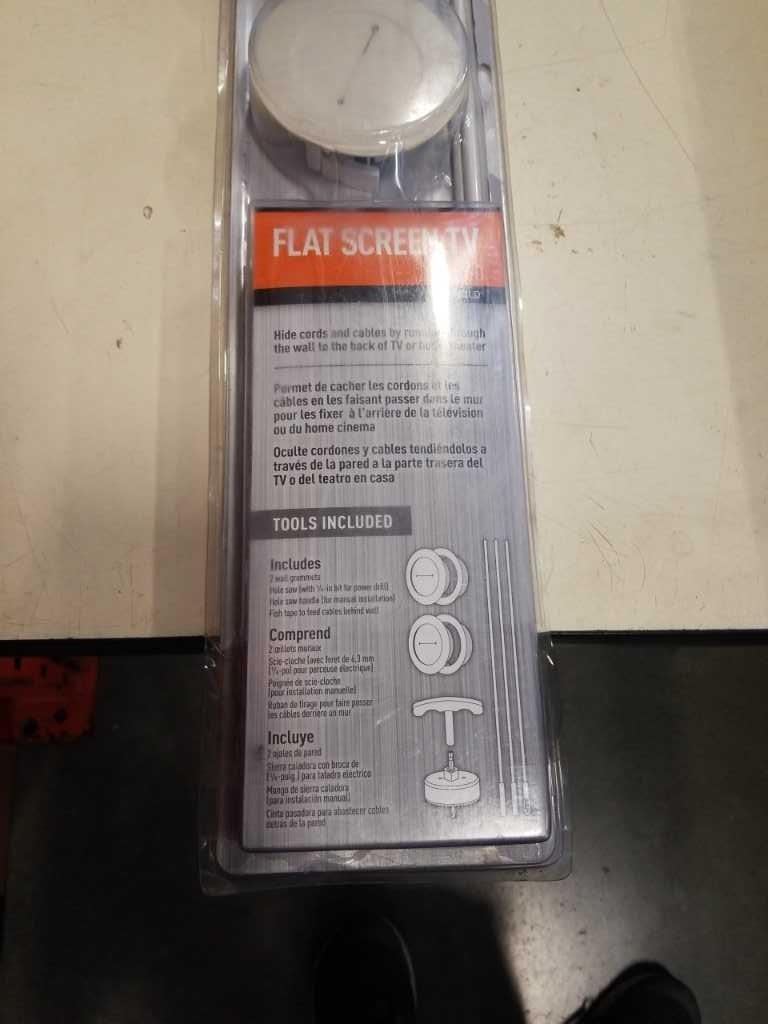 FLAT SCREEN TV
Hide cords and cables by running through
the wall to the back of TV or home theater
Permet de cacher les cordons et les
câbles en les faisant passer dans le mur
pour les fixer à l'arrière de la télévision
ou du home cinema
Oculte cordones y cables tendiéndolos a
través de la pared a la parte trasera del
TV o del teatro en casa
TOOLS INCLUDED
Includes
2 wall grommets
Hole saw (with ¼-in bit for power drill)
Hole saw handle (for manual installation)
Fish tape to feed cables behind wall
Comprend
2 œillets muraux
Scie-cloche (avec foret de 6,3 mm
(¼-po) pour perceuse électrique)
Poignée de scie-cloche
(pour installation manuelle)
Ruban de tirage pour faire passer
les câbles derrière un mur
Incluye
2 ojales de pared
Sierra caladora con broca de
(¼-pulg.) para taladro eléctrico
Mango de sierra caladora
(para instalación manual)
Cinta pasadora para abastecer cables
detrás de la pared